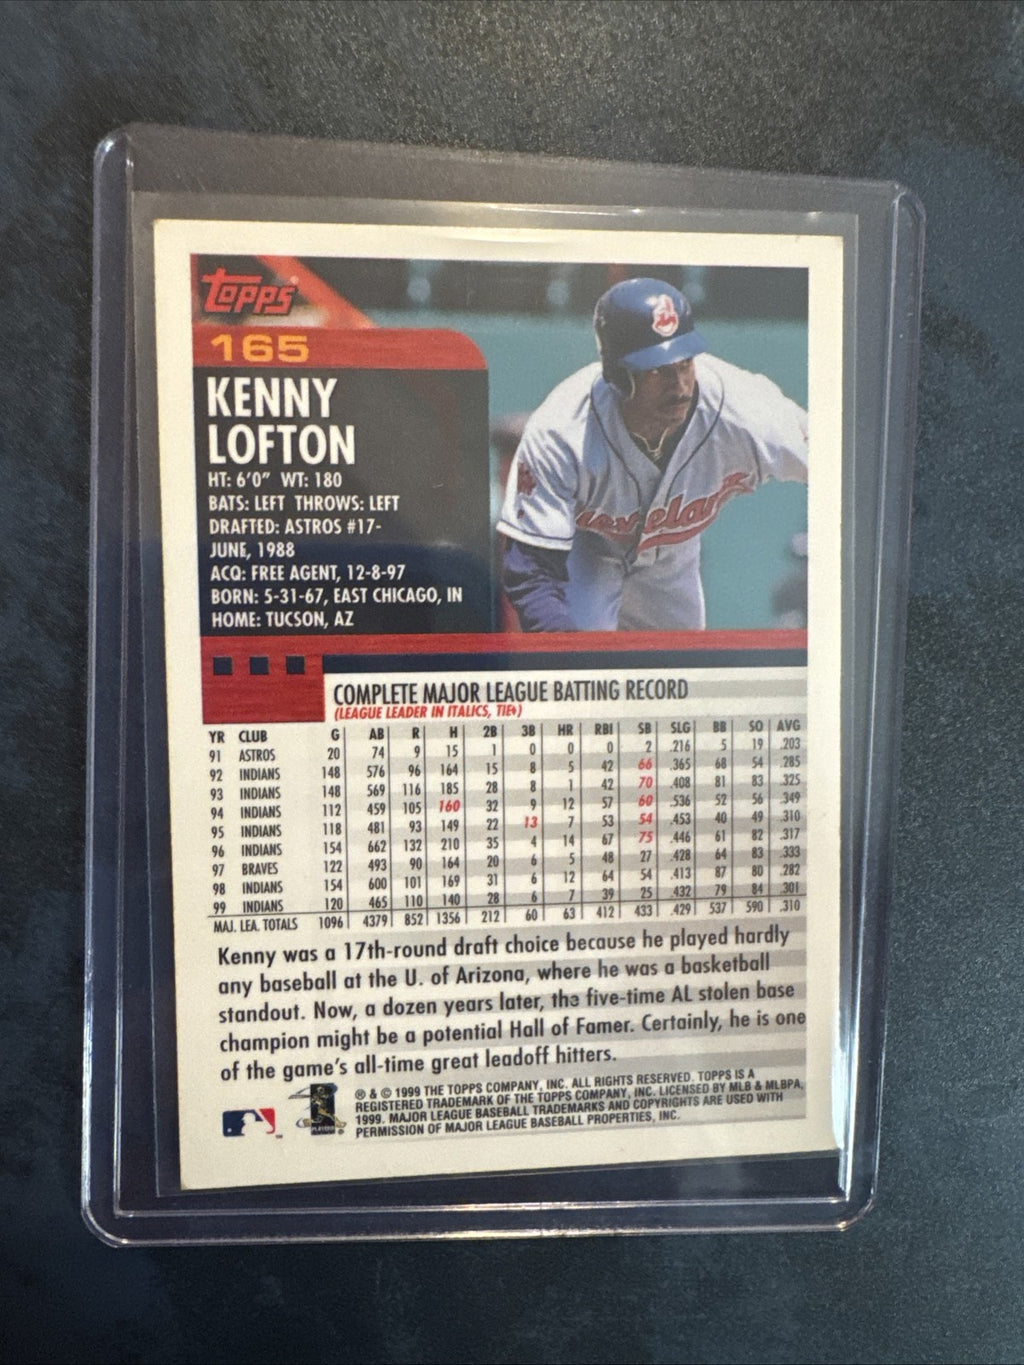 Topps
165
KENNY
LOFTON
HT: 6'0" WT: 180
BATS: LEFT THROWS: LEFT
DRAFTED: ASTROS #17-
JUNE, 1988
ACQ: FREE AGENT, 12-8-97
BORN: 5-31-67, EAST CHICAGO, IN
HOME: TUCSON, AZ
Cleveland
COMPLETE MAJOR LEAGUE BATTING RECORD
(LEAGUE LEADER IN ITALICS, TIE♦)
YR CLUB G AB R H 2B 3B HR RBI SB SLG BB SO AVG
91 ASTROS 20 74 9 15 1 0 0 0 2 .216 5 19 .203
92 INDIANS 148 576 96 164 15 8 5 42 66 .365 68 54 .285
93 INDIANS 148 569 116 185 28 8 1 42 70 .408 81 83 .325
94 INDIANS 112 459 105 160 32 9 12 57 60 .536 52 56 .349
95 INDIANS 118 481 93 149 22 13 7 53 54 .453 40 49 .310
96 INDIANS 154 662 132 210 35 4 14 67 75 .446 61 82 .317
97 BRAVES 122 493 90 164 20 6 5 48 27 .428 64 83 .333
98 INDIANS 154 600 101 169 31 6 12 64 54 .413 87 80 .282
99 INDIANS 120 465 110 140 28 6 7 39 25 .432 79 84 .301
MAJ. LEA. TOTALS 1096 4379 852 1356 212 60 63 412 433 .429 537 590 .310
Kenny was a 17th-round draft choice because he played hardly
any baseball at the U. of Arizona, where he was a basketball
standout. Now, a dozen years later, the five-time AL stolen base
champion might be a potential Hall of Famer. Certainly, he is one
of the game's all-time great leadoff hitters.
® & © 1999 THE TOPPS COMPANY, INC. ALL RIGHTS RESERVED. TOPPS IS A
REGISTERED TRADEMARK OF THE TOPPS COMPANY, INC. LICENSED BY MLB & MLBPA,
1999. MAJOR LEAGUE BASEBALL TRADEMARKS AND COPYRIGHTS ARE USED WITH
PERMISSION OF MAJOR LEAGUE BASEBALL PROPERTIES, INC.
PLAYERS